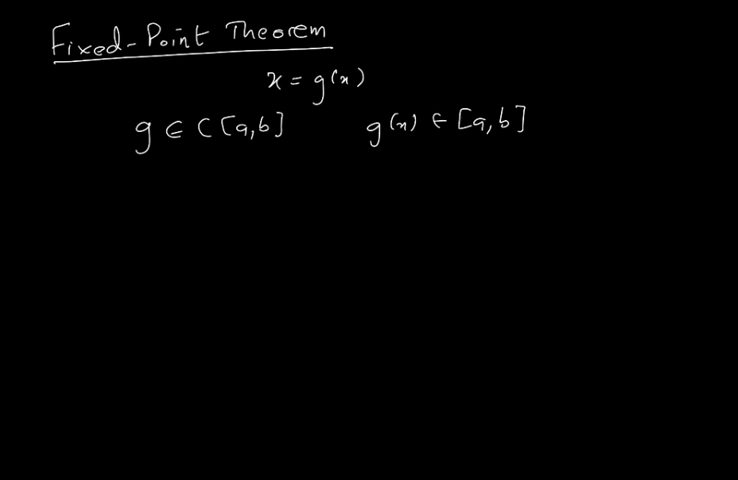 Fixed-Point Theorem
x = g(x)
g ∈ C[a,b] g(x) ∈ [a,b]